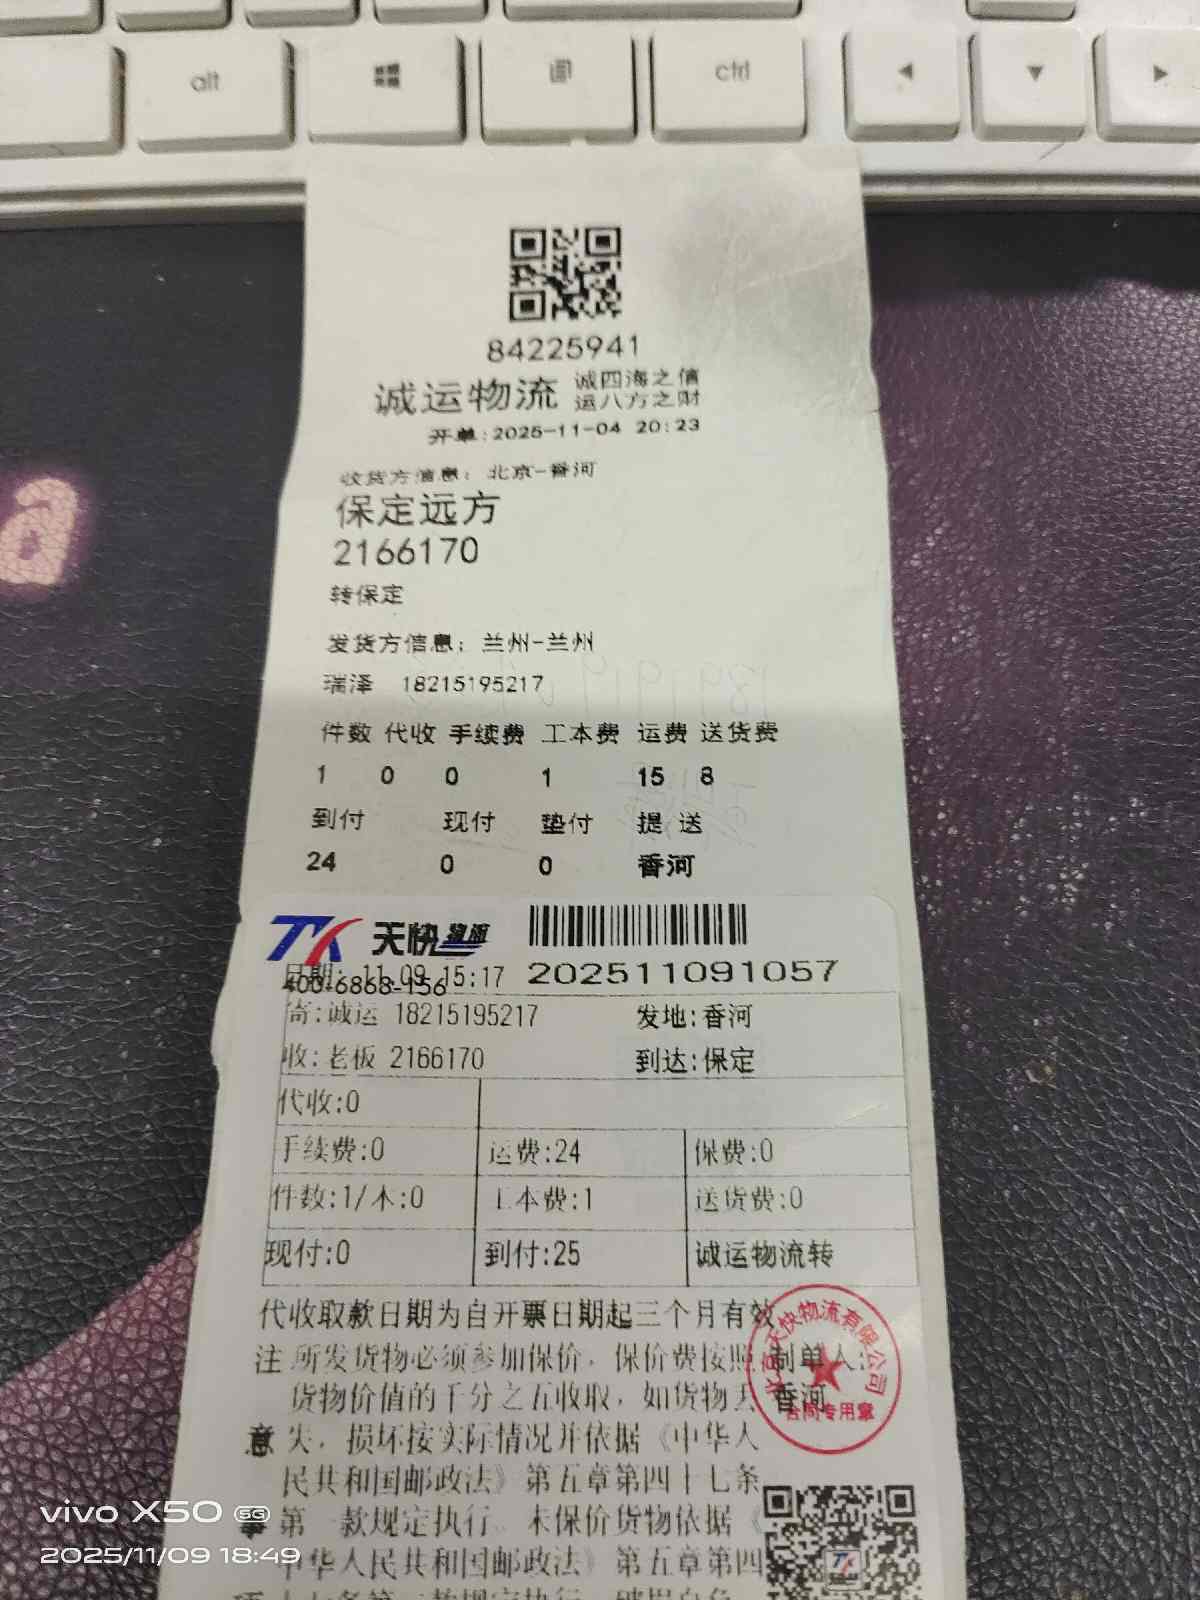 alt
ctrl
84225941
诚运物流 诚四海之信
运八方之财
开单:2025-11-04 20:23
收货方信息: 北京-香河
保定远方
2166170
转保定
发货方信息: 兰州-兰州
瑞泽 18215195217
件数 代收 手续费 工本费 运费 送货费
1 0 0 1 15 8
到付 现付 垫付 提 送
24 0 0 香河
TK 天快物流
日期: 11-09 15:17 202511091057
400-6868-156
寄:诚运 18215195217 发地:香河
收:老板 2166170 到达:保定
代收:0
手续费:0 运费:24 保费:0
件数:1/木:0 工本费:1 送货费:0
现付:0 到付:25 诚运物流转
代收取款日期为自开票日期起三个月有效
注 所发货物必须参加保价, 保价费按照 制单人:
货物价值的千分之五收取, 如货物丢 香河
天快物流有限公司
合同专用章
意 失, 损坏按实际情况并依据《中华人
民共和国邮政法》第五章第四十七条
第一款规定执行。未保价货物依据《
中华人民共和国邮政法》第五章第四
vivo X50 5G
2025/11/09 18:49